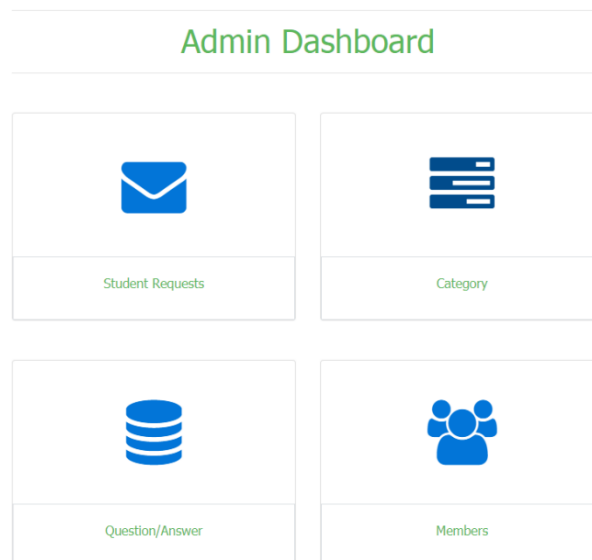 Admin Dashboard
Student Requests
Category
Question/Answer
Members